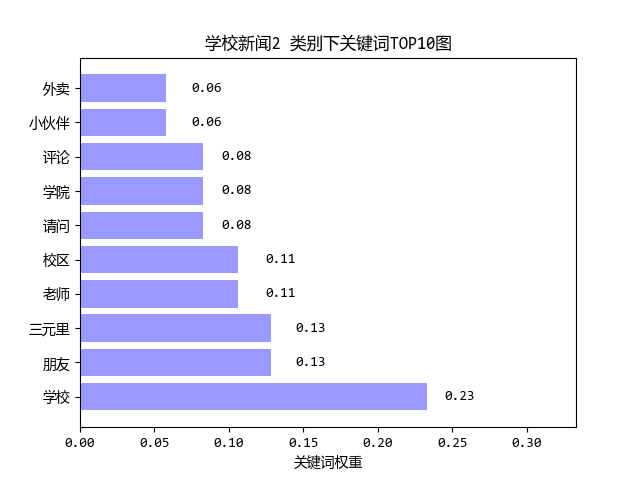 学校新闻2 类别下关键词TOP10图
外卖 0.06
小伙伴 0.06
评论 0.08
学院 0.08
请问 0.08
校区 0.11
老师 0.11
三元里 0.13
朋友 0.13
学校 0.23
0.00 0.05 0.10 0.15 0.20 0.25 0.30
关键词权重